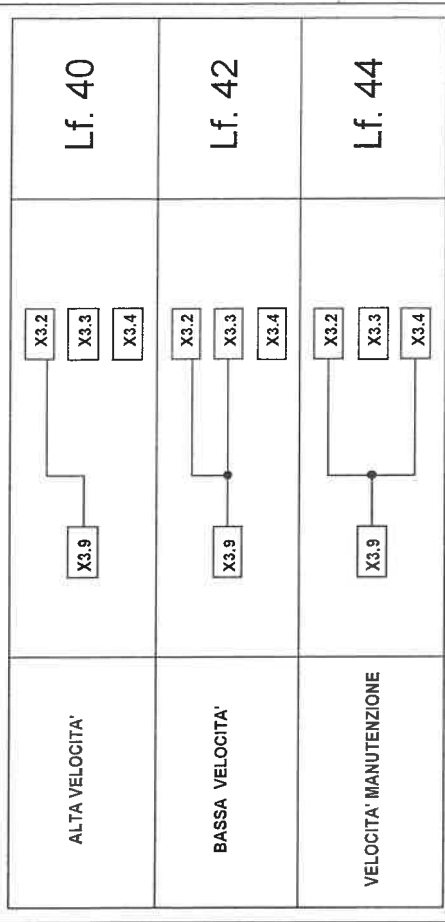 ALTA VELOCITA'
X3.9
X3.2
X3.3
X3.4
Lf. 40
BASSA VELOCITA'
X3.9
X3.2
X3.3
X3.4
Lf. 42
VELOCITA' MANUTENZIONE
X3.9
X3.2
X3.3
X3.4
Lf. 44